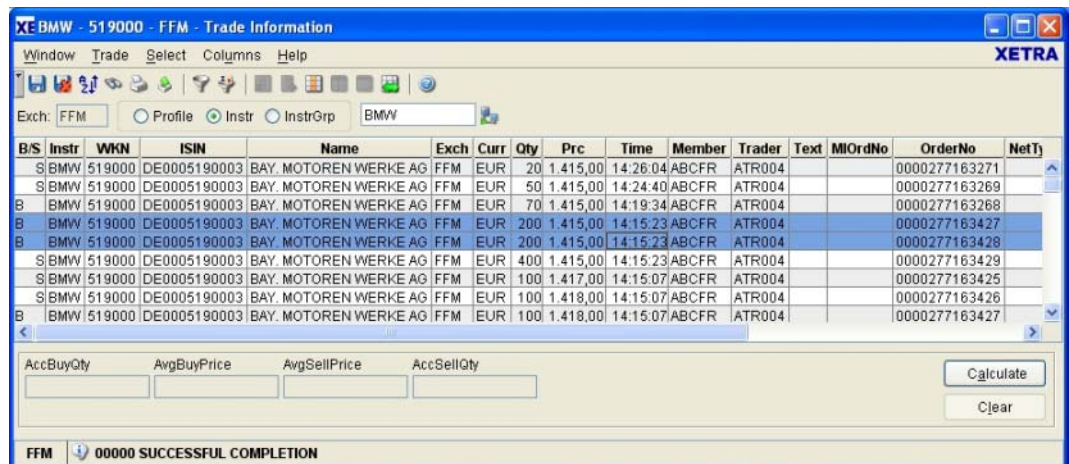 XE BMW - 519000 - FFM - Trade Information
Window Trade Select Columns Help XETRA
Exch: FFM Profile Instr InstrGrp BMW
B/S Instr WKN ISIN Name Exch Curr Qty Prc Time Member Trader Text MIOrdNo OrderNo NetTy
S BMW 519000 DE0005190003 BAY. MOTOREN WERKE AG FFM EUR 20 1.415,00 14:26:04 ABCFR ATR004 0000277163271
S BMW 519000 DE0005190003 BAY. MOTOREN WERKE AG FFM EUR 50 1.415,00 14:24:40 ABCFR ATR004 0000277163269
B BMW 519000 DE0005190003 BAY. MOTOREN WERKE AG FFM EUR 70 1.415,00 14:19:34 ABCFR ATR004 0000277163268
B BMW 519000 DE0005190003 BAY. MOTOREN WERKE AG FFM EUR 200 1.415,00 14:15:23 ABCFR ATR004 0000277163427
B BMW 519000 DE0005190003 BAY. MOTOREN WERKE AG FFM EUR 200 1.415,00 14:15:23 ABCFR ATR004 0000277163428
S BMW 519000 DE0005190003 BAY. MOTOREN WERKE AG FFM EUR 400 1.415,00 14:15:23 ABCFR ATR004 0000277163429
S BMW 519000 DE0005190003 BAY. MOTOREN WERKE AG FFM EUR 100 1.417,00 14:15:07 ABCFR ATR004 0000277163425
S BMW 519000 DE0005190003 BAY. MOTOREN WERKE AG FFM EUR 100 1.418,00 14:15:07 ABCFR ATR004 0000277163426
B BMW 519000 DE0005190003 BAY. MOTOREN WERKE AG FFM EUR 100 1.418,00 14:15:07 ABCFR ATR004 0000277163427
AccBuyQty AvgBuyPrice AvgSellPrice AccSellQty
Calculate
Clear
FFM 00000 SUCCESSFUL COMPLETION